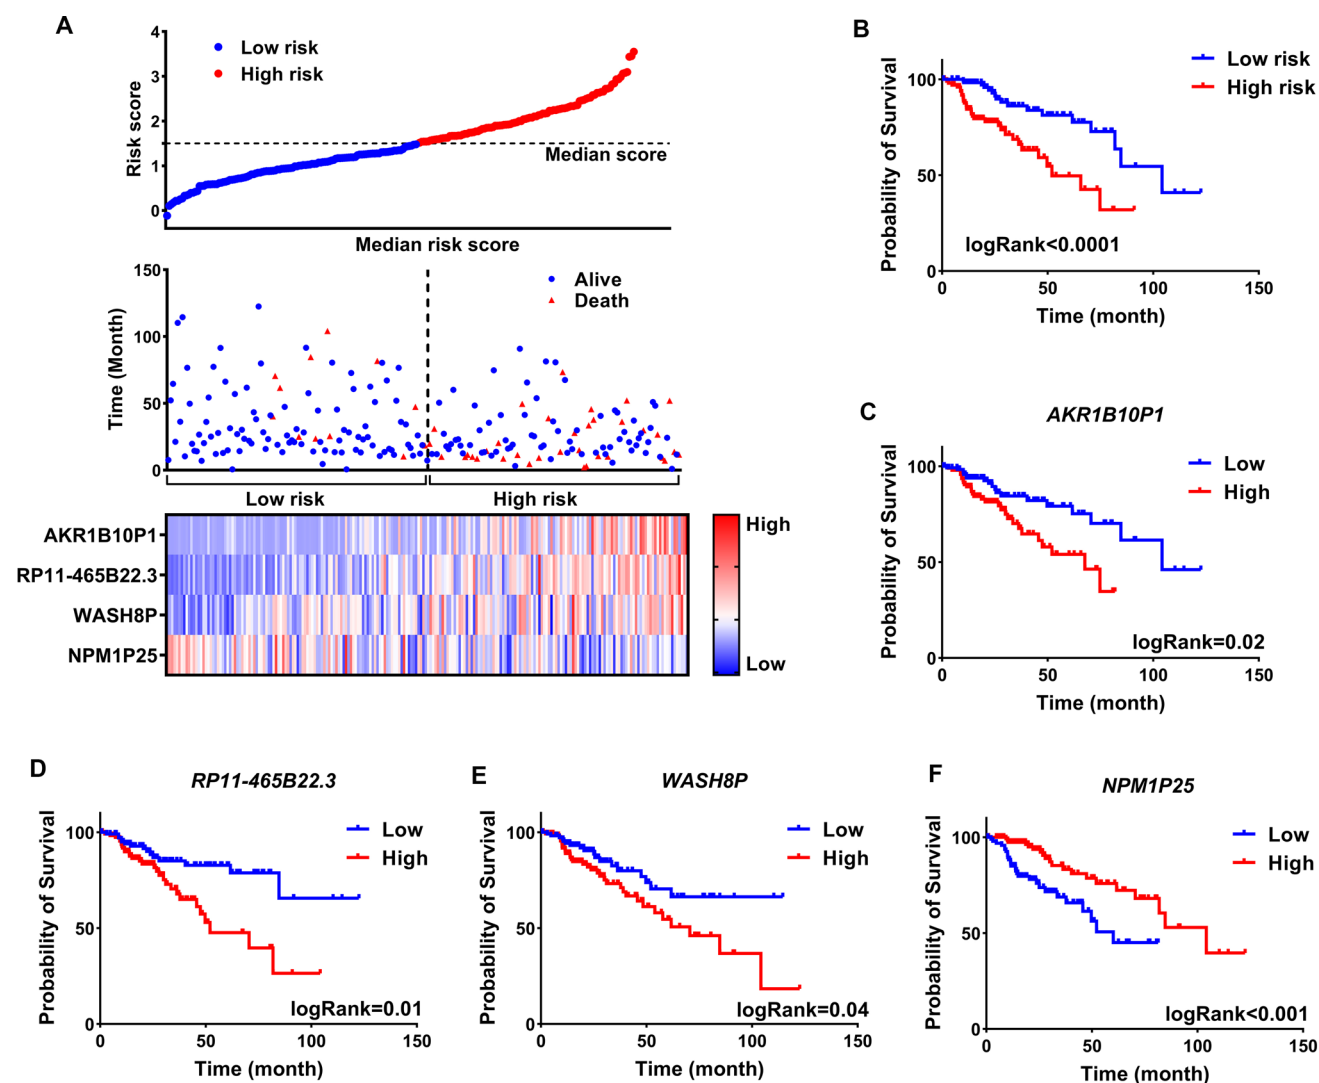 A
4
3
2
1
0
Risk score
Low risk
High risk
Median score
Median risk score
150
100
50
0
Time (Month)
Alive
Death
Low risk
High risk
AKR1B10P1
RP11-465B22.3
WASH8P
NPM1P25
High
Low
B
Probability of Survival
100
50
0
Low risk
High risk
logRank<0.0001
0 50 100 150
Time (month)
C
AKR1B10P1
Probability of Survival
100
50
0
Low
High
logRank=0.02
0 50 100 150
Time (month)
D
RP11-465B22.3
Probability of Survival
100
50
0
Low
High
logRank=0.01
0 50 100 150
Time (month)
E
WASH8P
Probability of Survival
100
50
0
Low
High
logRank=0.04
0 50 100 150
Time (month)
F
NPM1P25
Probability of Survival
100
50
0
Low
High
logRank<0.001
0 50 100 150
Time (month)